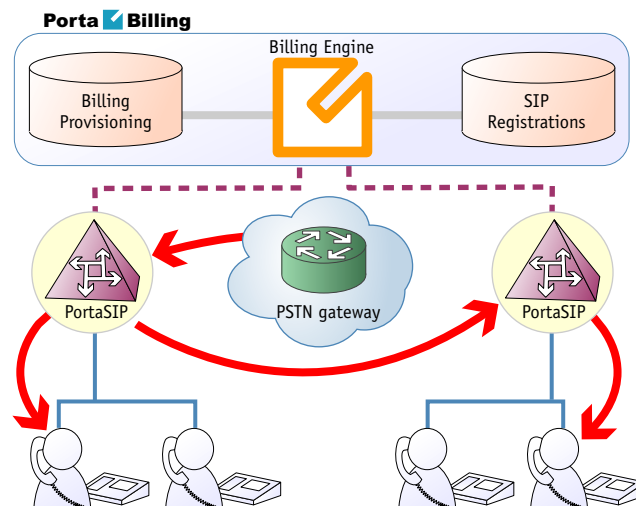 Porta Billing
Billing Engine
Billing
Provisioning
SIP
Registrations
PortaSIP
PSTN gateway
PortaSIP